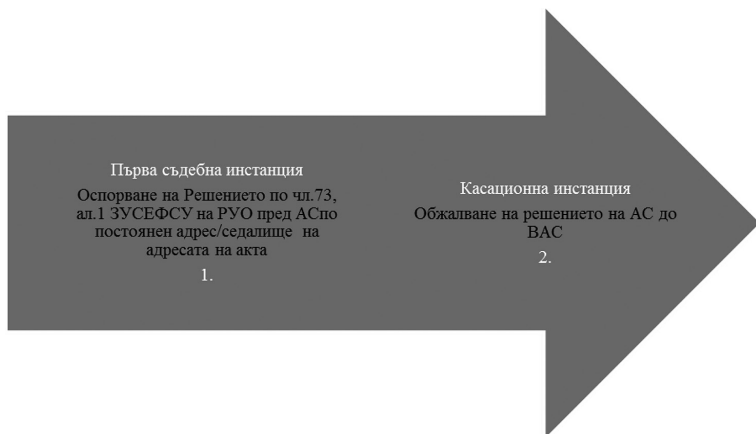 Първа съдебна инстанция
Оспорване на Решението по чл.73,
ал.1 ЗУСЕФСУ на РУО пред АСпо
постоянен адрес/седалище на
адресата на акта
1.
Касационна инстанция
Обжалване на решението на АС до
ВАС
2.